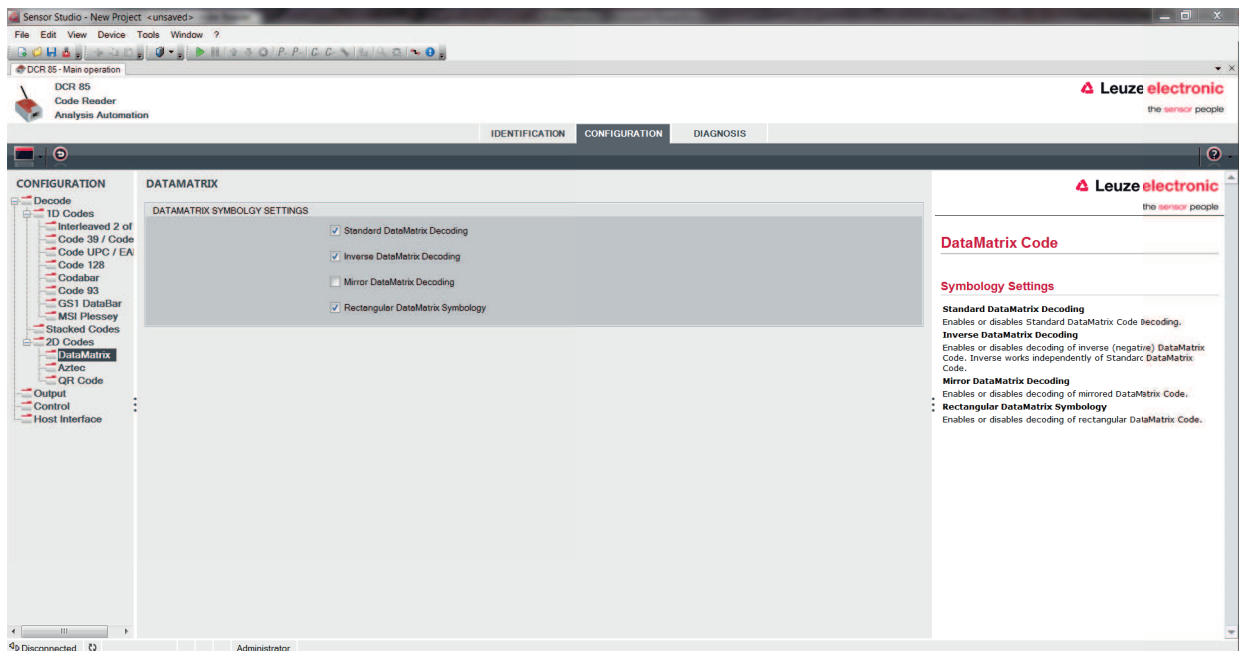 Sensor Studio - New Project <unsaved>
File Edit View Device Tools Window ?
DCR 85 - Main operation
DCR 85
Code Reader
Analysis Automation
Leuze electronic
the sensor people
IDENTIFICATION CONFIGURATION DIAGNOSIS
CONFIGURATION
Decode
1D Codes
Interleaved 2 of
Code 39 / Code
Code UPC / EA
Code 128
Codabar
Code 93
GS1 DataBar
MSI Plessey
Stacked Codes
2D Codes
DataMatrix
Aztec
QR Code
Output
Control
Host Interface
DATAMATRIX
DATAMATRIX SYMBOLGY SETTINGS
Standard DataMatrix Decoding
Inverse DataMatrix Decoding
Mirror DataMatrix Decoding
Rectangular DataMatrix Symbology
Leuze electronic
the sensor people
DataMatrix Code
Symbology Settings
Standard DataMatrix Decoding
Enables or disables Standard DataMatrix Code Decoding.
Inverse DataMatrix Decoding
Enables or disables decoding of inverse (negative) DataMatrix
Code. Inverse works independently of Standard DataMatrix
Code.
Mirror DataMatrix Decoding
Enables or disables decoding of mirrored DataMatrix Code.
Rectangular DataMatrix Symbology
Enables or disables decoding of rectangular DataMatrix Code.
Disconnected
Administrator